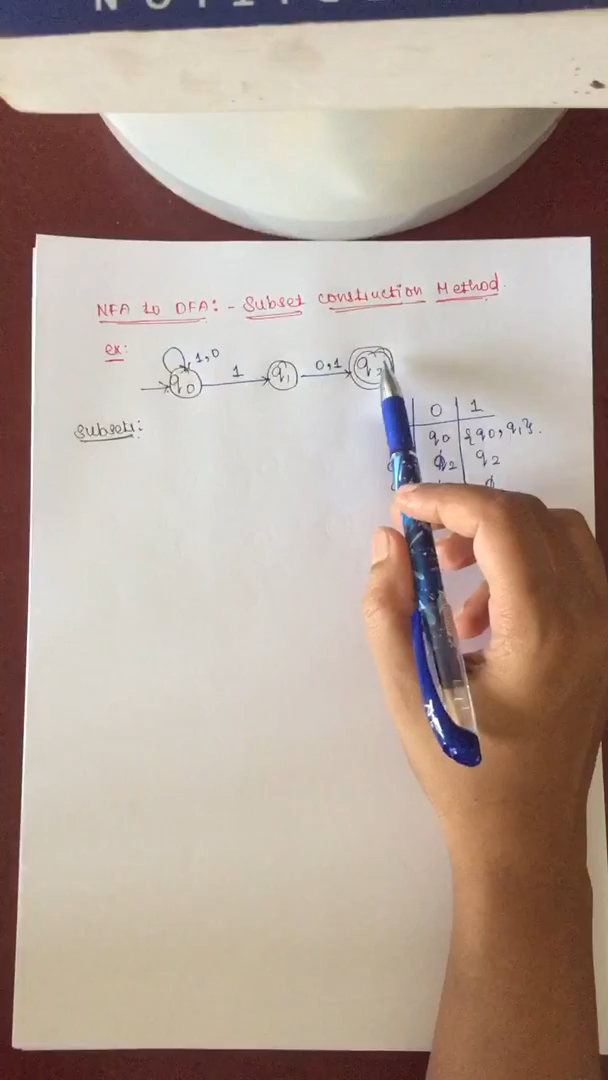 NFA to DFA: - Subset construction Method.
ex:
1,0
q0 1 q1 0,1 q2
Subsets:
0 1
q0 {q0, q1}.
q2 q2
ϕ